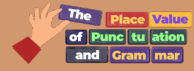 The Place Value
of Punc tu ation
and Gram mar